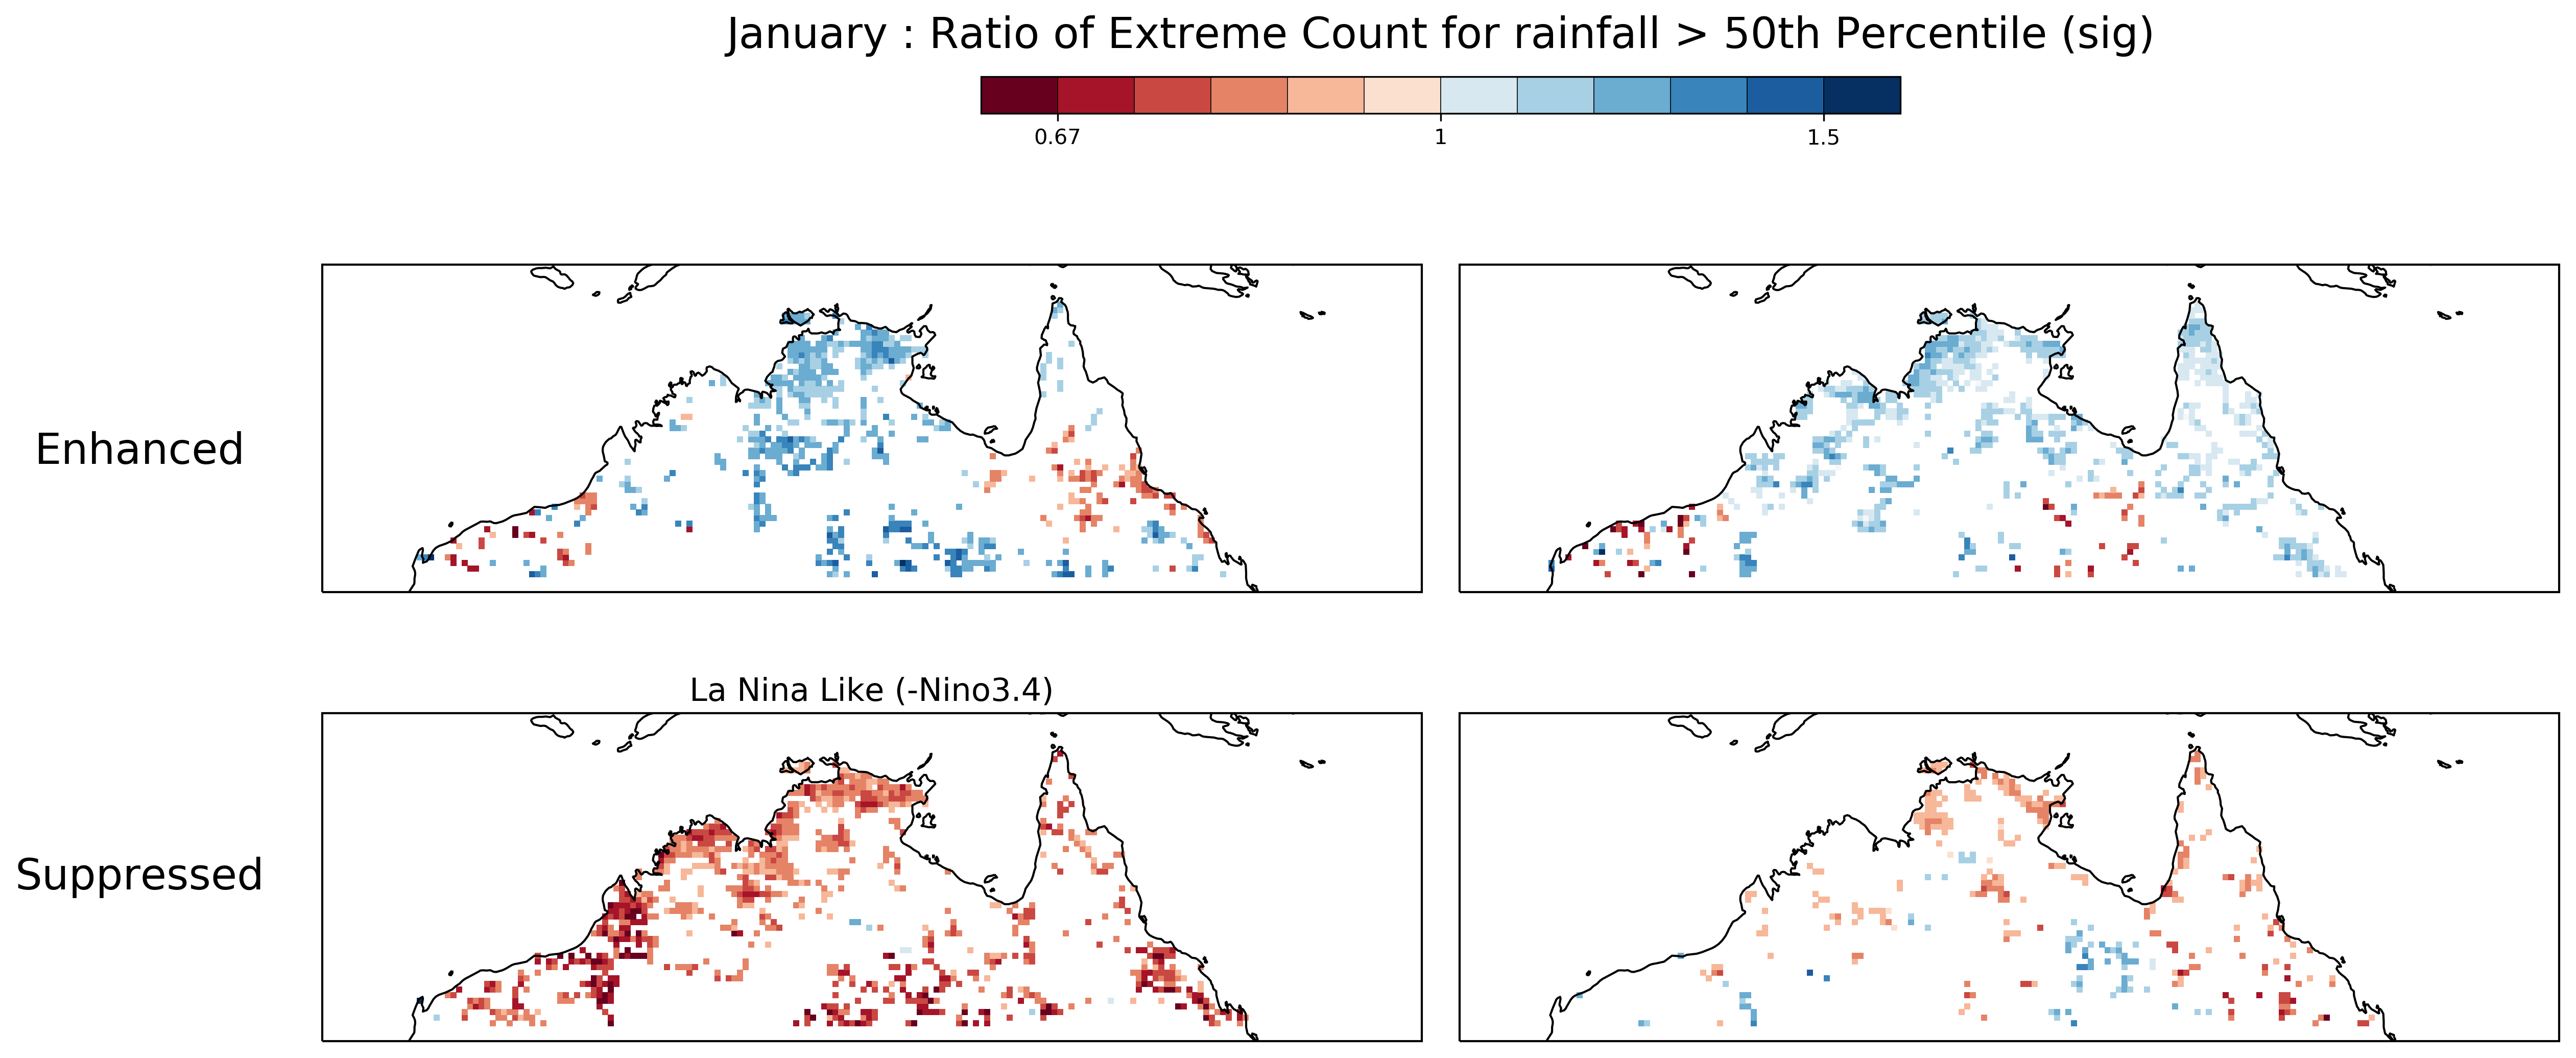 January : Ratio of Extreme Count for rainfall > 50th Percentile (sig)
0.67 1 1.5
Enhanced
La Nina Like (-Nino3.4)
Suppressed